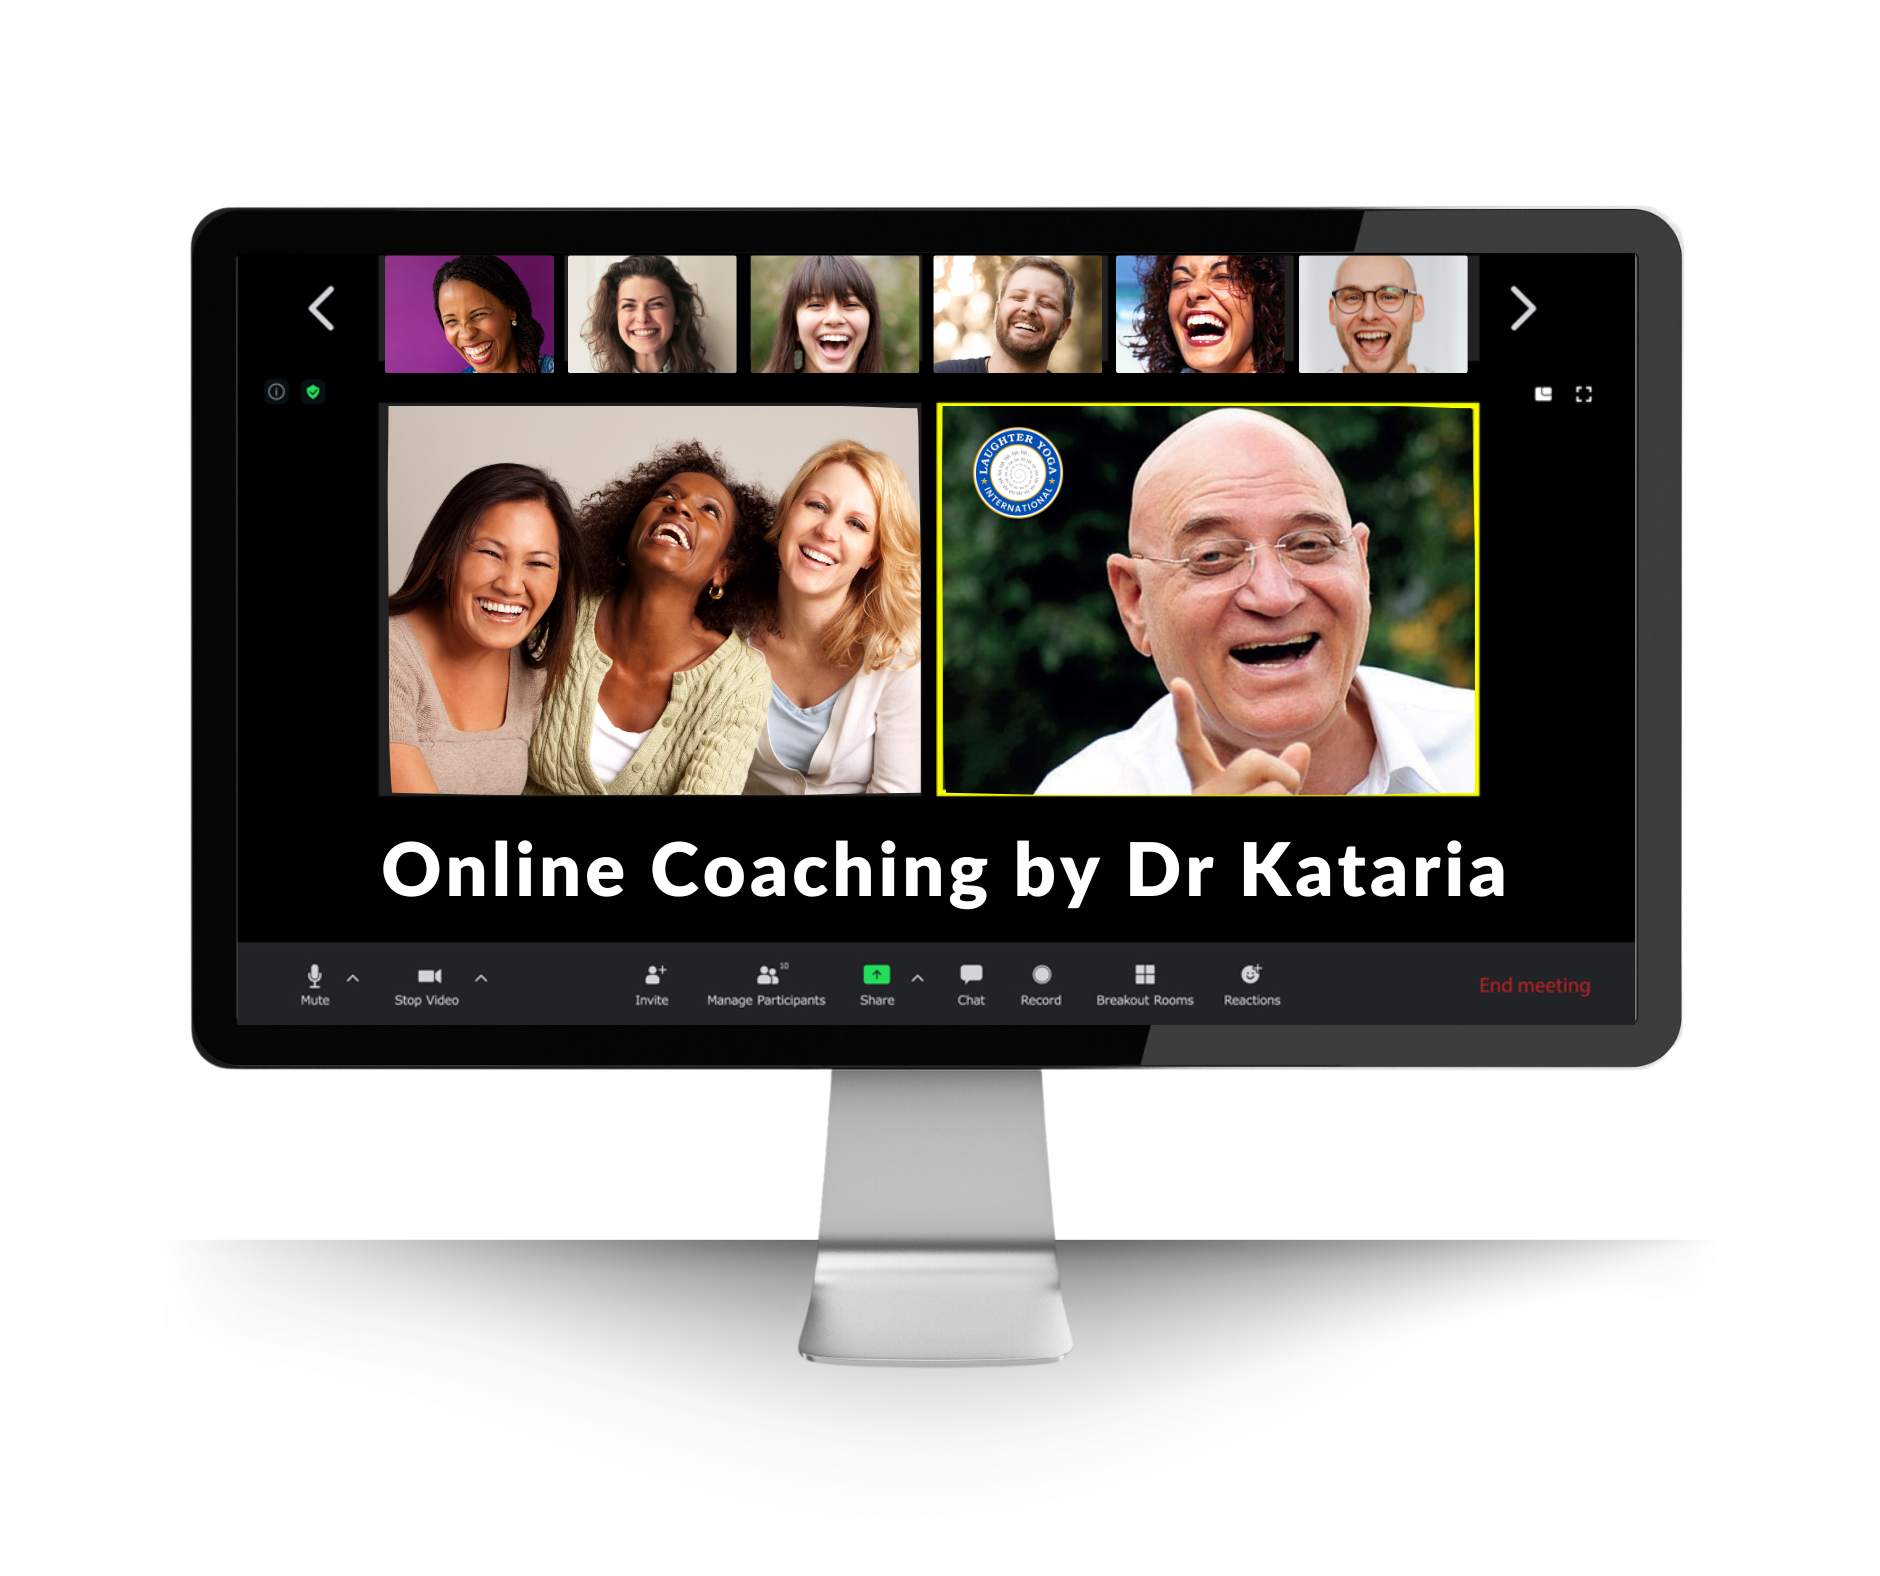 LAUGHTER YOGA
INTERNATIONAL
Online Coaching by Dr Kataria
10
Mute
Stop Video
Invite
Manage Participants
Share
Chat
Record
Breakout Rooms
Reactions
End meeting